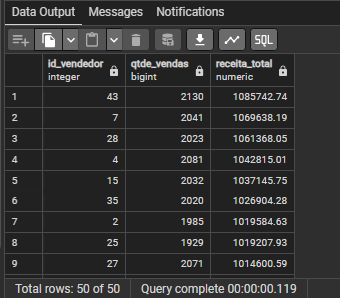 Data Output Messages Notifications
SQL
id_vendedor qtde_vendas receita_total
integer bigint numeric
1 43 2130 1085742.74
2 7 2041 1069638.19
3 28 2023 1061368.05
4 4 2081 1042815.01
5 15 2032 1037145.75
6 35 2020 1026904.28
7 2 1985 1019584.63
8 25 1929 1019207.93
9 27 2071 1014600.59
Total rows: 50 of 50 Query complete 00:00:00.119